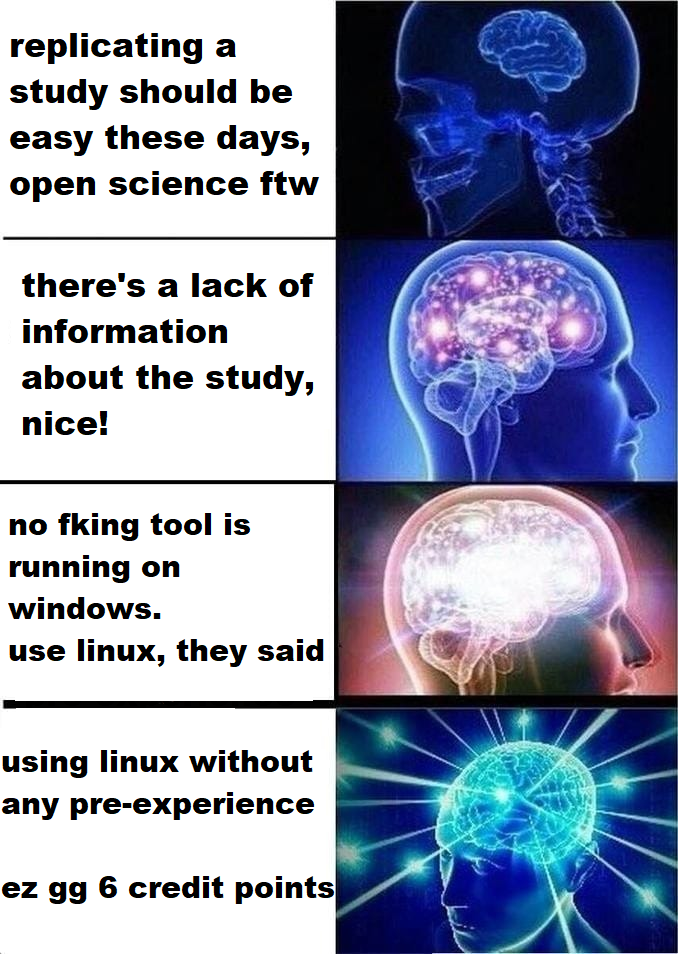 replicating a
study should be
easy these days,
open science ftw
there's a lack of
information
about the study,
nice!
no fking tool is
running on
windows.
use linux, they said
using linux without
any pre-experience
ez gg 6 credit points